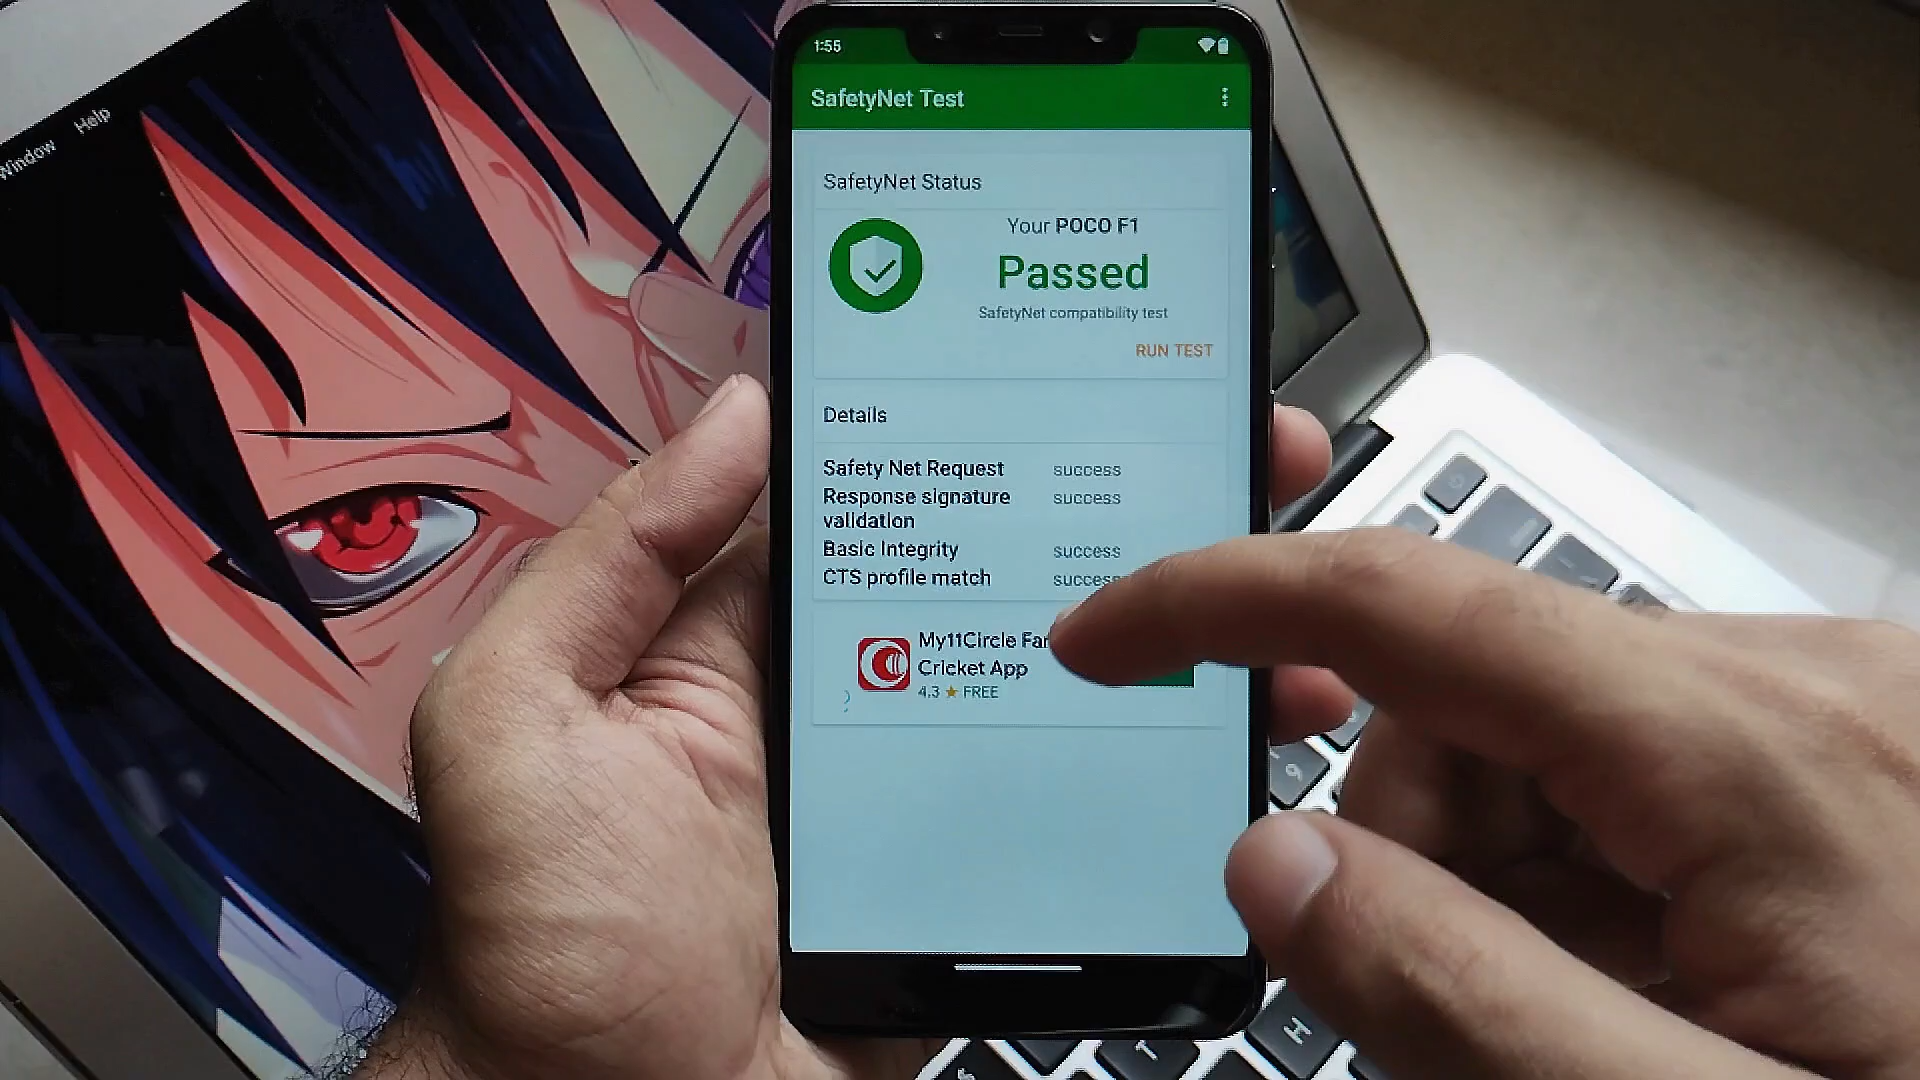 Window Help
1:55
SafetyNet Test
SafetyNet Status
Your POCO F1
Passed
SafetyNet compatibility test
RUN TEST
Details
Safety Net Request success
Response signature success
validation
Basic Integrity success
CTS profile match success
My11Circle
Cricket App
4.3 ★ FREE
T
H